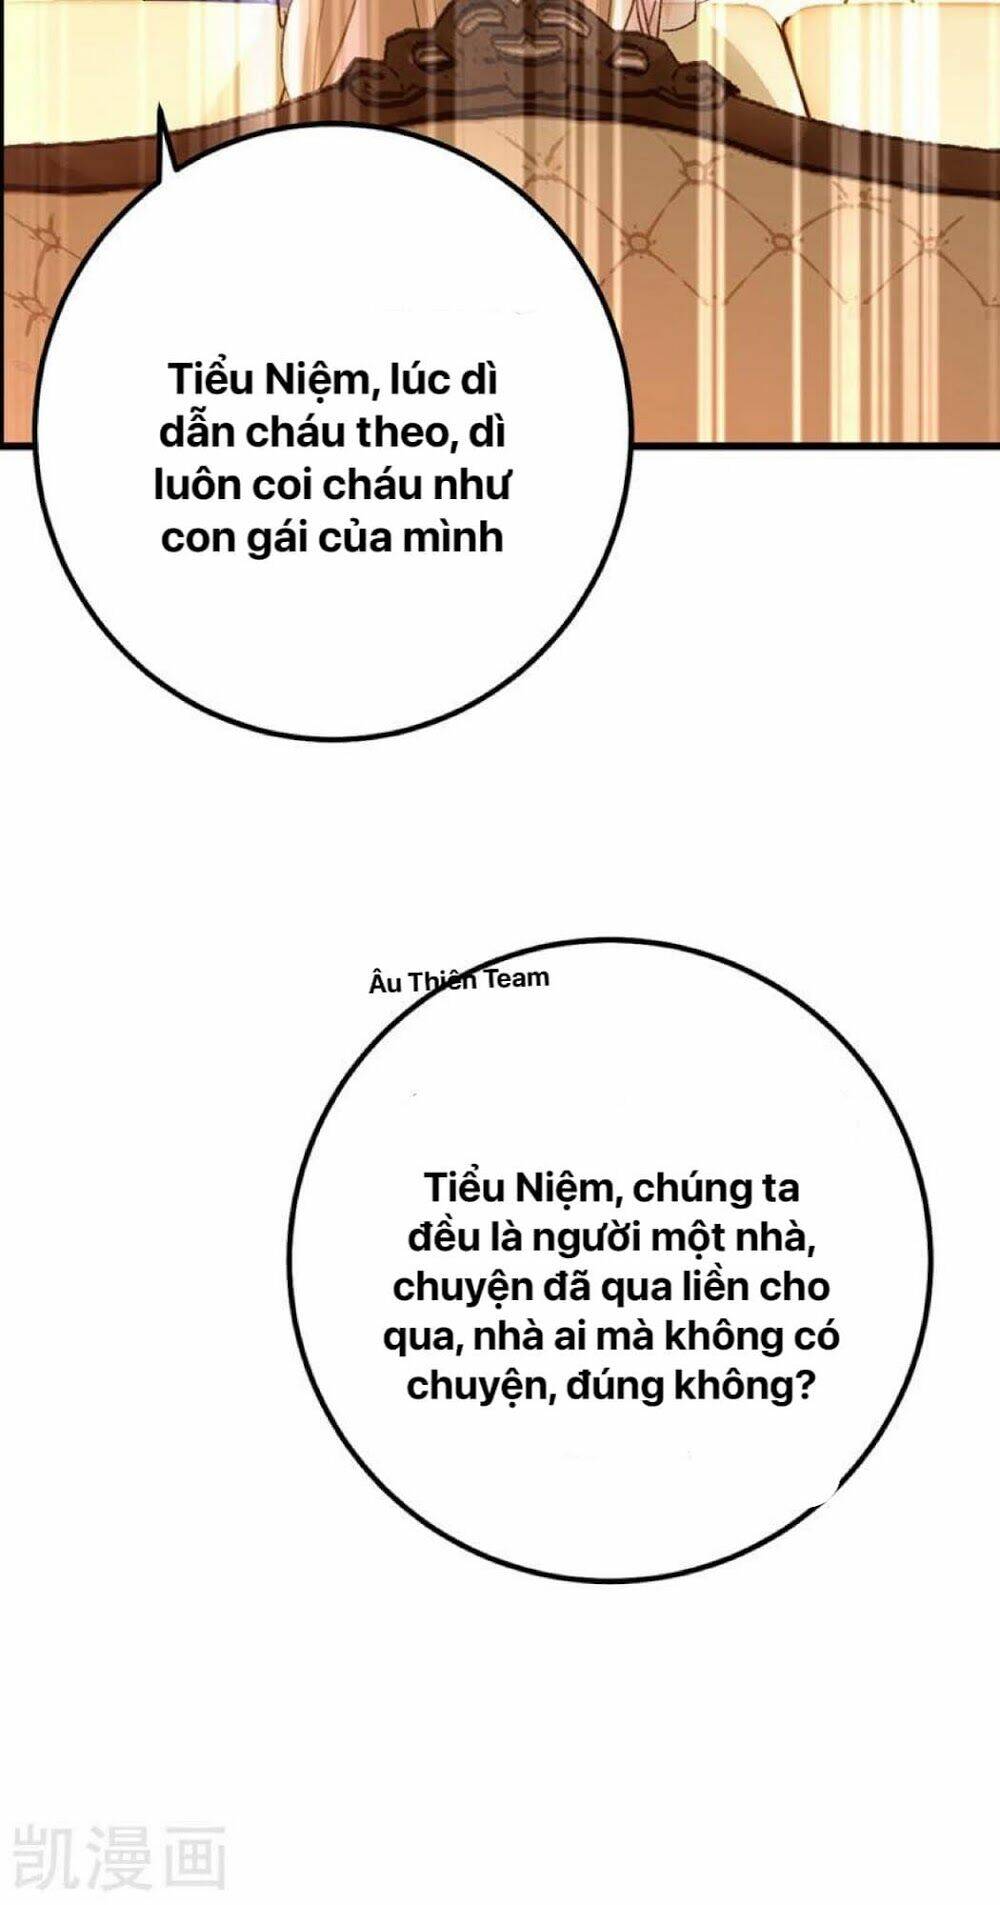 Tiểu Niệm, lúc dì
dẫn cháu theo, dì
luôn coi cháu như
con gái của mình
Âu Thiên Team
Tiểu Niệm, chúng ta
đều là người một nhà,
chuyện đã qua liền cho
qua, nhà ai mà không có
chuyện, đúng không?
凯漫画